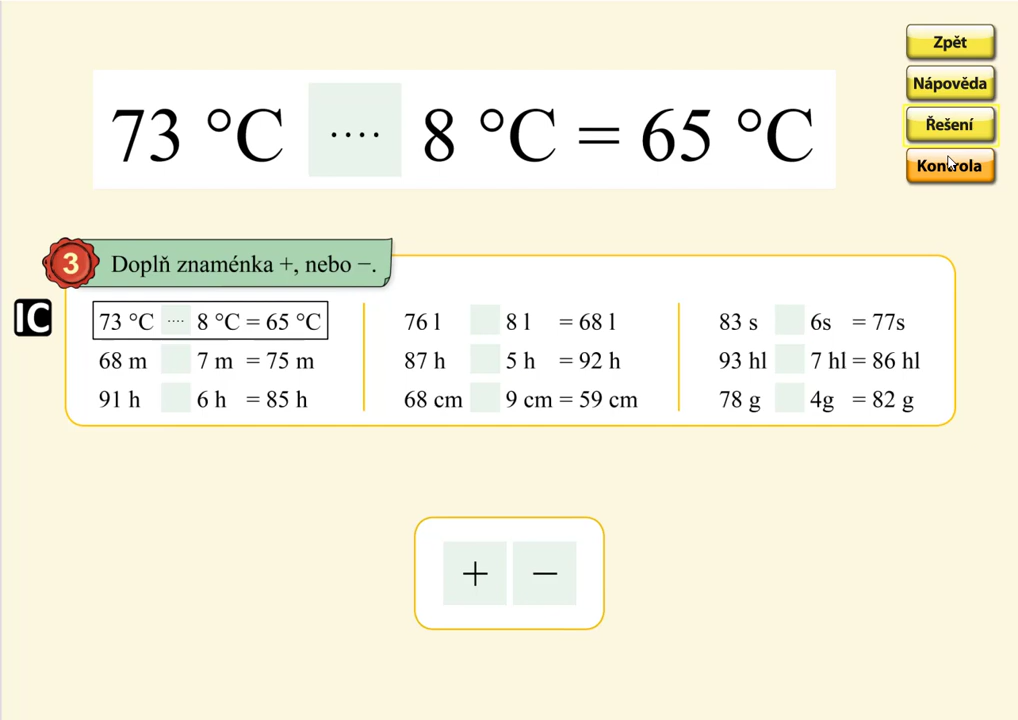 Zpět
Nápověda
Řešení
Kontrola
73 °C .... 8 °C = 65 °C
3 Doplň znaménka +, nebo −.
IC
73 °C .... 8 °C = 65 °C
68 m 7 m = 75 m
91 h 6 h = 85 h
76 l 8 l = 68 l
87 h 5 h = 92 h
68 cm 9 cm = 59 cm
83 s 6s = 77s
93 hl 7 hl = 86 hl
78 g 4g = 82 g
+ −